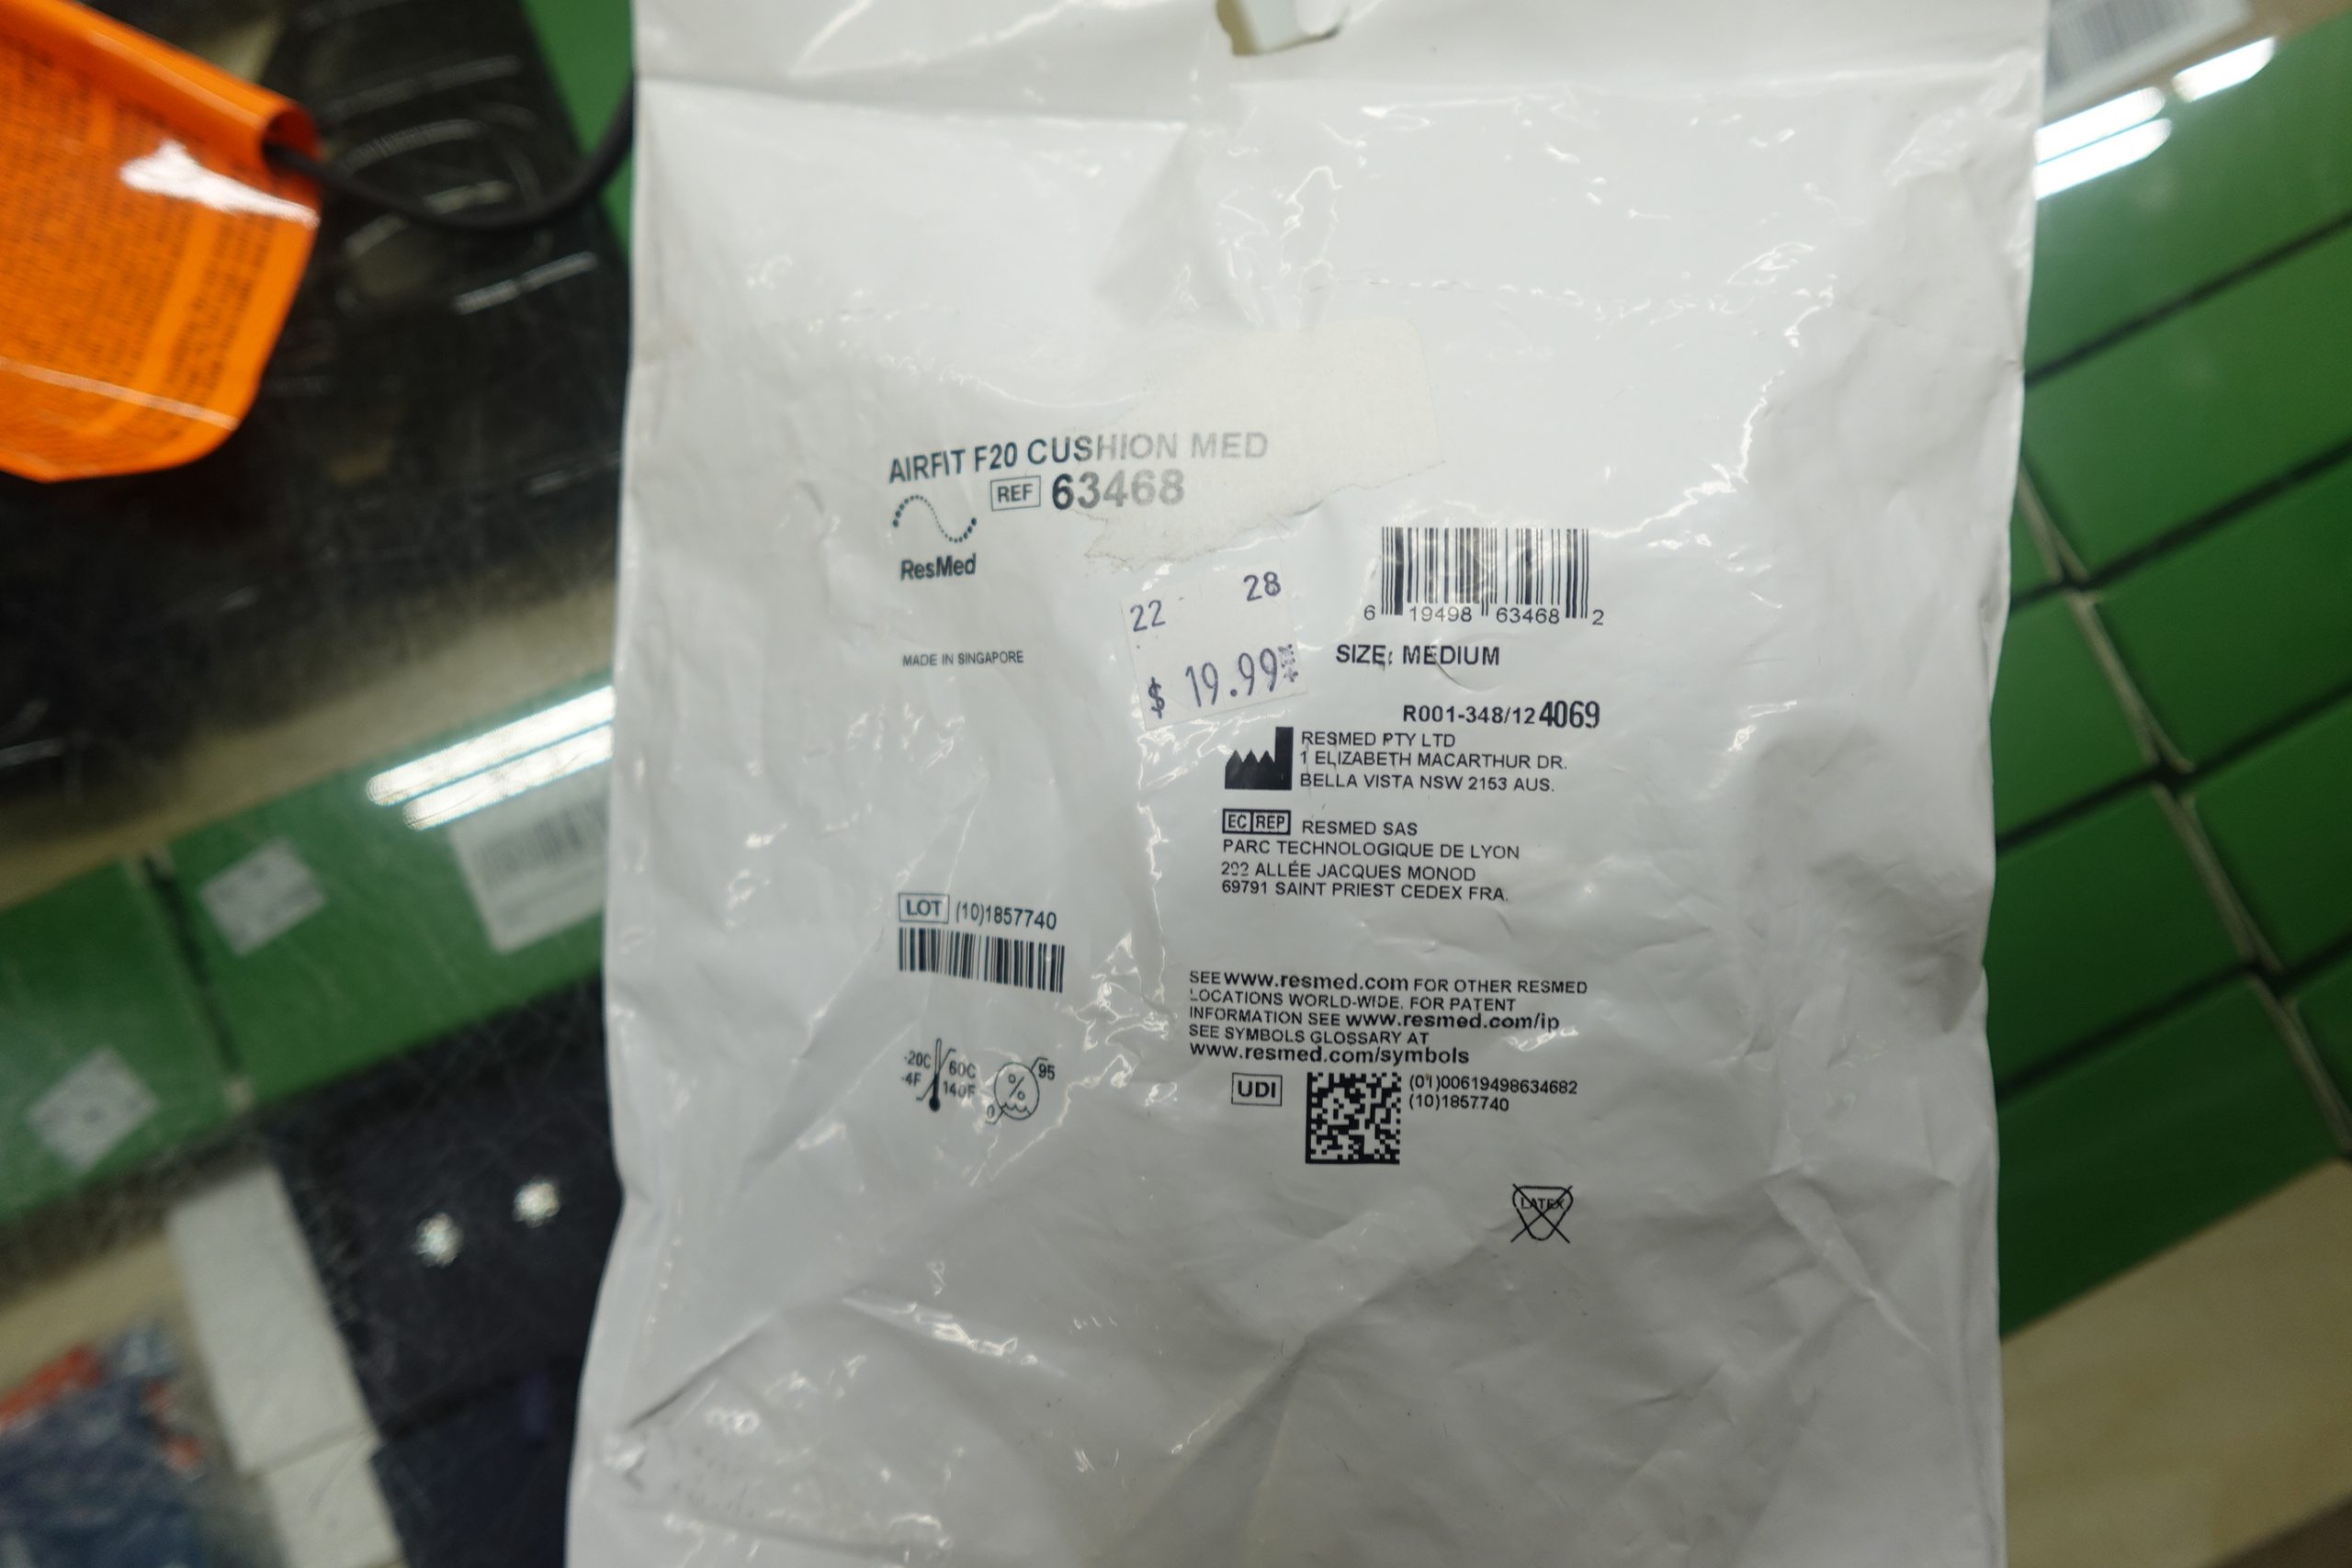 AIRFIT F20 CUSHION MED
REF 63468
ResMed
22 28
$ 19.99
6 19498 63468 2
SIZE: MEDIUM
MADE IN SINGAPORE
R001-348/12 4069
RESMED PTY LTD
1 ELIZABETH MACARTHUR DR.
BELLA VISTA NSW 2153 AUS.
EC REP RESMED SAS
PARC TECHNOLOGIQUE DE LYON
292 ALLÉE JACQUES MONOD
69791 SAINT PRIEST CEDEX FRA.
LOT (10)1857740
SEE www.resmed.com FOR OTHER RESMED
LOCATIONS WORLD-WIDE. FOR PATENT
INFORMATION SEE www.resmed.com/ip
SEE SYMBOLS GLOSSARY AT
www.resmed.com/symbols
-20C 60C
-4F 140F
95
% 
0
UDI (01)00619498634682
(10)1857740
LATEX